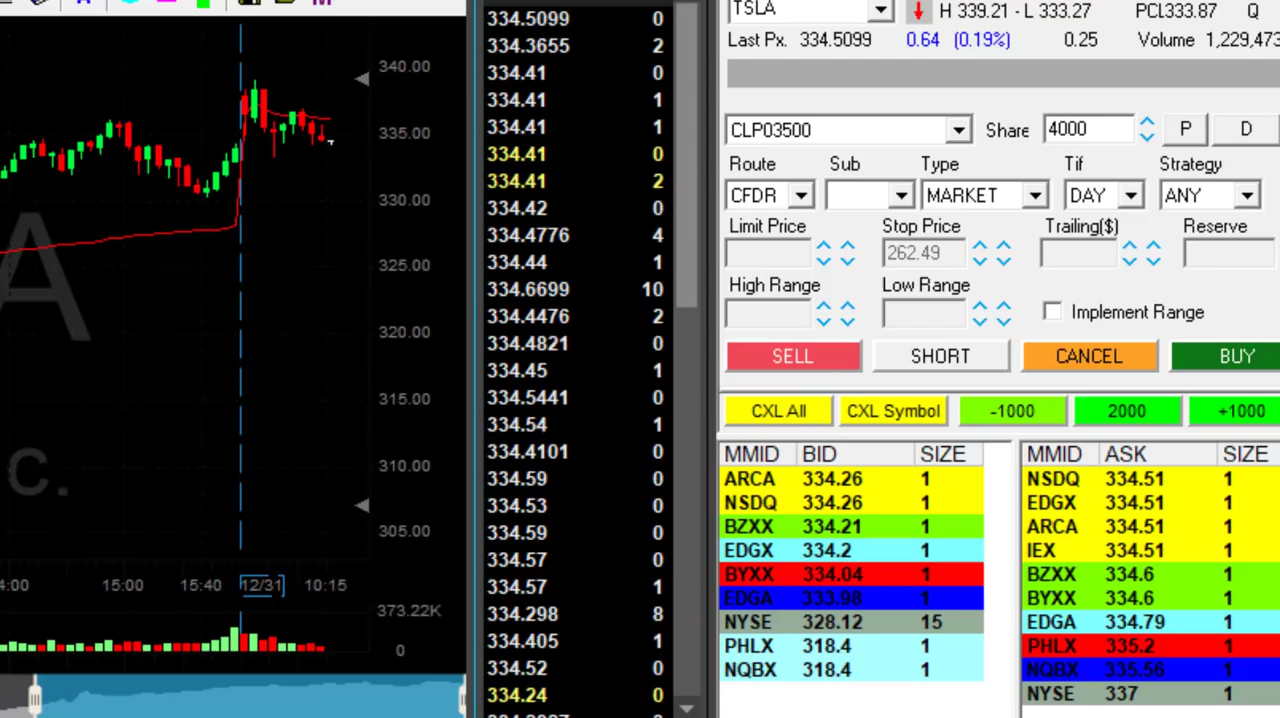 TSLA H 339.21 - L 333.27 PCL333.87 Q
Last Px. 334.5099 0.64 (0.19%) 0.25 Volume 1,229,473
CLP03500 Share 4000 P D
Route Sub Type Tif Strategy
CFDR MARKET DAY ANY
Limit Price Stop Price Trailing($) Reserve
262.49
High Range Low Range
Implement Range
SELL SHORT CANCEL BUY
CXL All CXL Symbol -1000 2000 +1000
MMID BID SIZE
ARCA 334.26 1
NSDQ 334.26 1
BZXX 334.21 1
EDGX 334.2 1
BYXX 334.04 1
EDGA 333.98 1
NYSE 328.12 15
PHLX 318.4 1
NQBX 318.4 1
MMID ASK SIZE
NSDQ 334.51 1
EDGX 334.51 1
ARCA 334.51 1
IEX 334.51 1
BZXX 334.6 1
BYXX 334.6 1
EDGA 334.79 1
PHLX 335.2 1
NQBX 335.56 1
NYSE 337 1
334.5099 0
334.3655 2
334.41 0
334.41 1
334.41 1
334.41 0
334.41 2
334.42 0
334.4776 4
334.44 1
334.6699 10
334.4476 2
334.4821 0
334.45 1
334.5441 0
334.54 1
334.4101 0
334.59 0
334.53 0
334.59 0
334.57 0
334.57 1
334.298 8
334.405 1
334.52 0
334.24 0
340.00
335.00
330.00
325.00
320.00
315.00
310.00
305.00
A
C.
4:00 15:00 15:40 12/31 10:15
373.22K
0